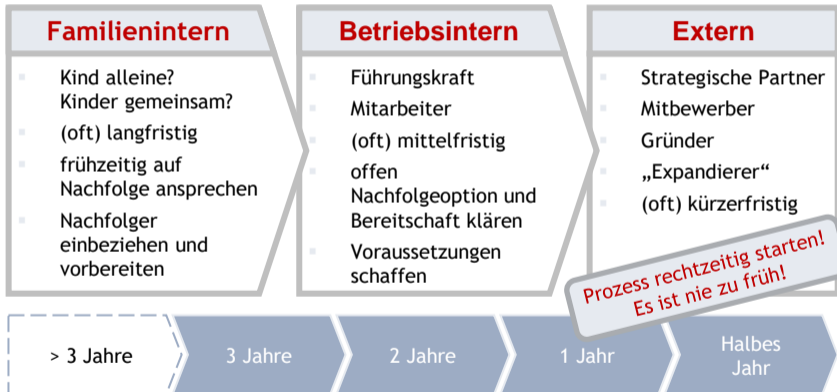 Familienintern
Kind alleine?
Kinder gemeinsam?
(oft) langfristig
frühzeitig auf
Nachfolge ansprechen
Nachfolger
einbeziehen und
vorbereiten
Betriebsintern
Führungskraft
Mitarbeiter
(oft) mittelfristig
offen
Nachfolgeoption und
Bereitschaft klären
Voraussetzungen
schaffen
Extern
Strategische Partner
Mitbewerber
Gründer
„Expandierer“
(oft) kürzerfristig
Prozess rechtzeitig starten!
Es ist nie zu früh!
> 3 Jahre
3 Jahre
2 Jahre
1 Jahr
Halbes
Jahr